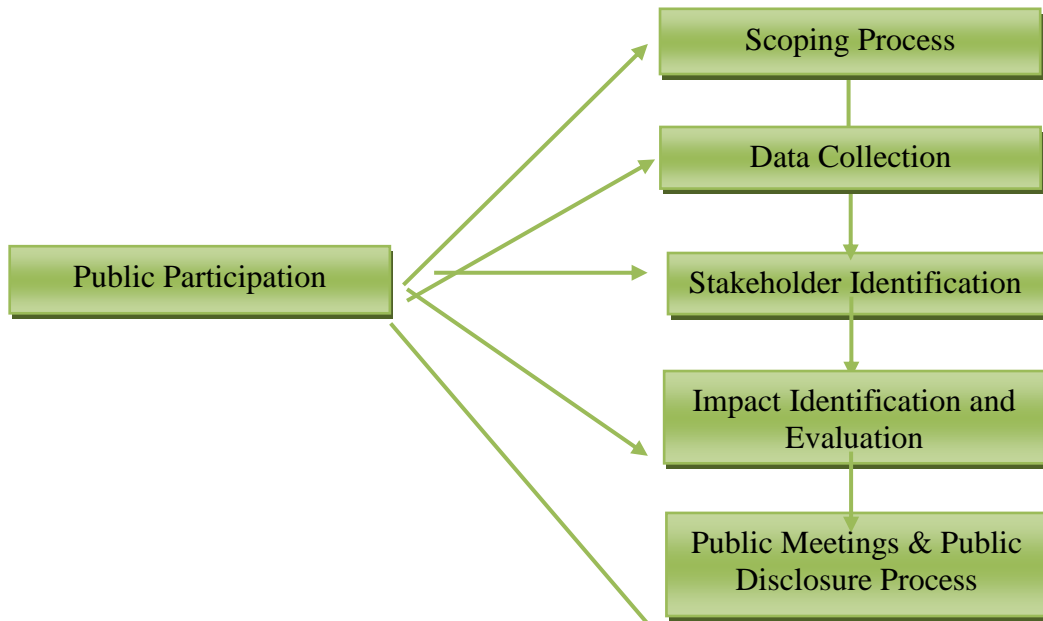 Scoping Process
Data Collection
Public Participation
Stakeholder Identification
Impact Identification and
Evaluation
Public Meetings & Public
Disclosure Process